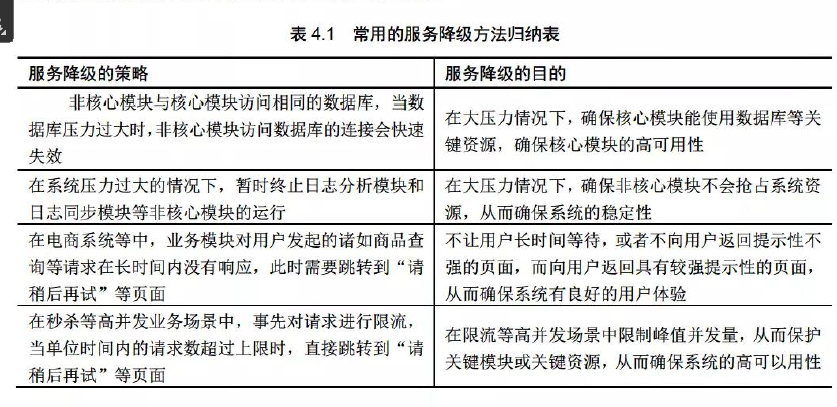 表 4.1 常用的服务降级方法归纳表
服务降级的策略
服务降级的目的
非核心模块与核心模块访问相同的数据库，当数
据库压力过大时，非核心模块访问数据库的连接会快速
失效
在大压力情况下，确保核心模块能使用数据库等关
键资源，确保核心模块的高可用性
在系统压力过大的情况下，暂时终止日志分析模块和
日志同步模块等非核心模块的运行
在大压力情况下，确保非核心模块不会抢占系统资
源，从而确保系统的稳定性
在电商系统等中，业务模块对用户发起的诸如商品查
询等请求在长时间内没有响应，此时需要跳转到“请
稍后再试”等页面
不让用户长时间等待，或者不向用户返回提示性不
强的页面，而向用户返回具有较强提示性的页面，
从而确保系统有良好的用户体验
在秒杀等高并发业务场景中，事先对请求进行限流，
当单位时间内的请求数超过上限时，直接跳转到“请
稍后再试”等页面
在限流等高并发场景中限制峰值并发量，从而保护
关键模块或关键资源，从而确保系统的高可以用性